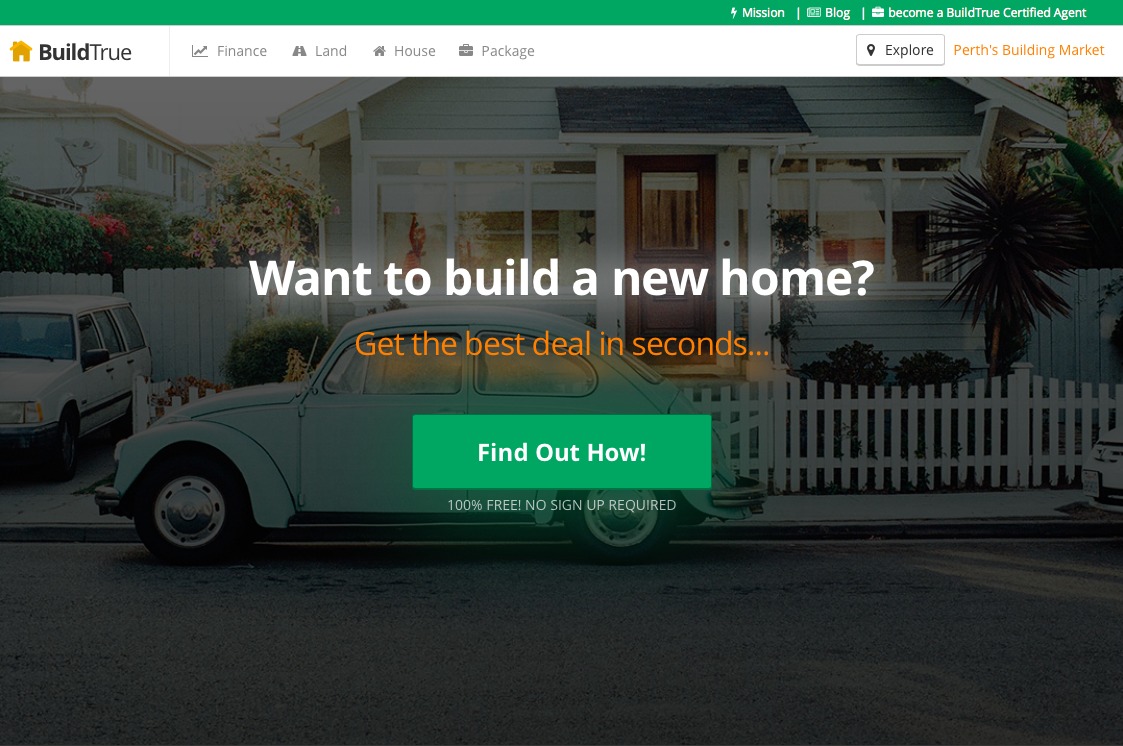 Mission | Blog | become a BuildTrue Certified Agent
BuildTrue Finance Land House Package Explore Perth's Building Market
Want to build a new home?
Get the best deal in seconds...
Find Out How!
100% FREE! NO SIGN UP REQUIRED